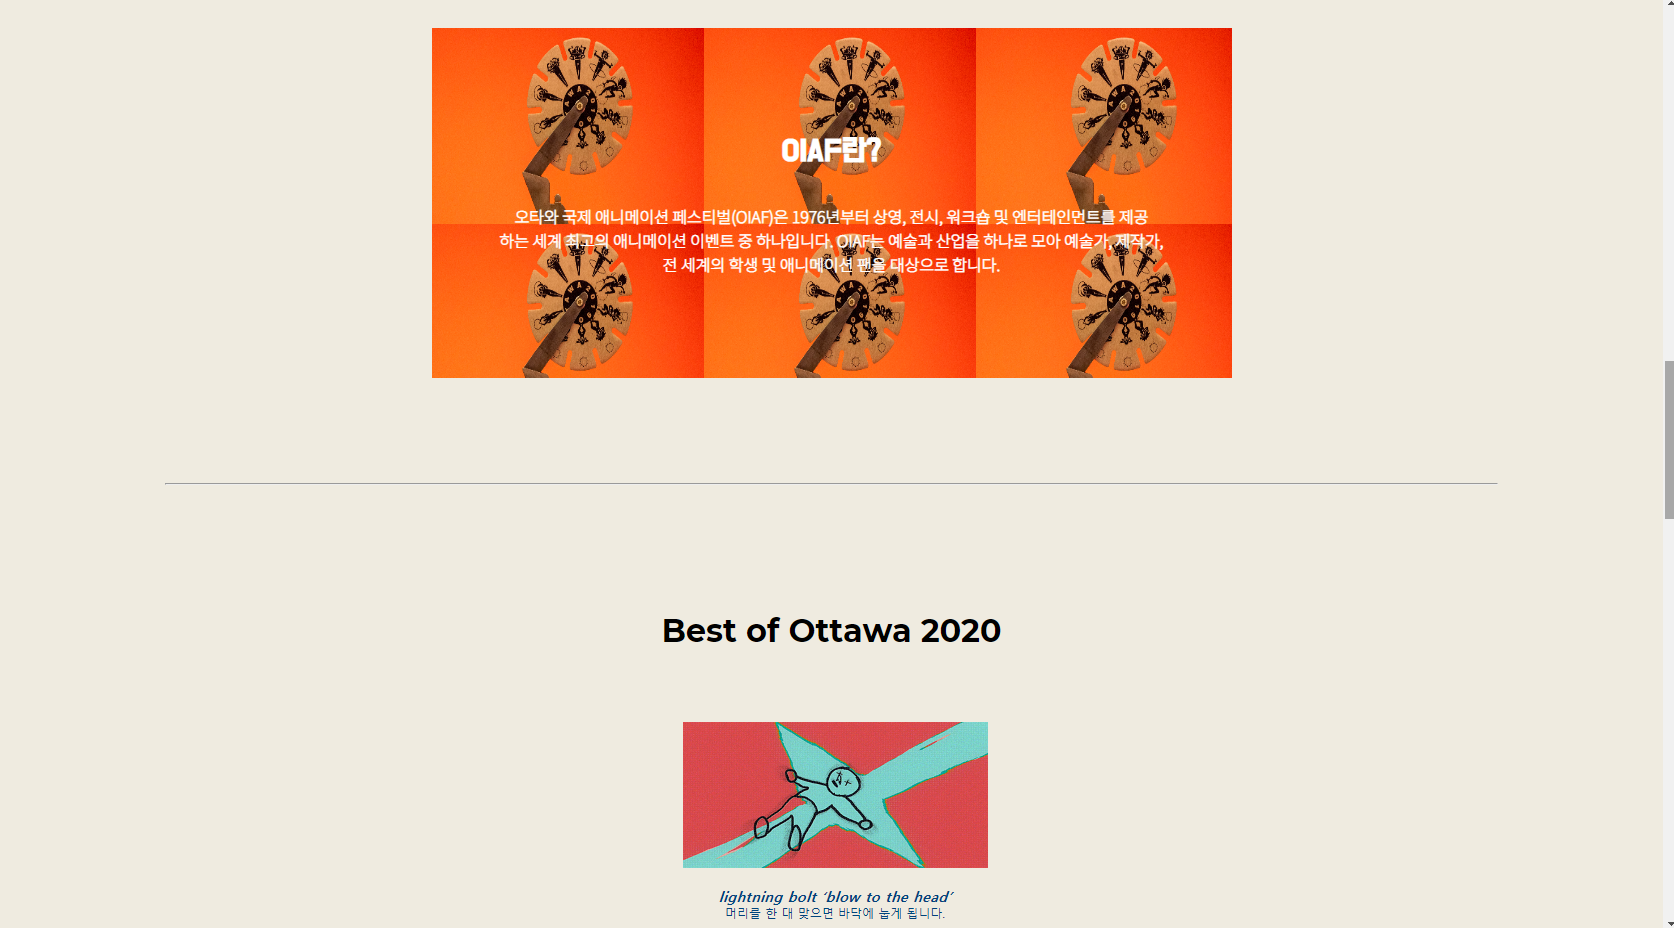 OIAF란?
오타와 국제 애니메이션 페스티벌(OIAF)은 1976년부터 상영, 전시, 워크숍 및 엔터테인먼트를 제공
하는 세계 최고의 애니메이션 이벤트 중 하나입니다. OIAF는 예술과 산업을 하나로 모아 예술가, 제작가,
전 세계의 학생 및 애니메이션 팬을 대상으로 합니다.
Best of Ottawa 2020
lightning bolt ‘blow to the head’
머리를 한 대 맞으면 바닥에 눕게 됩니다.